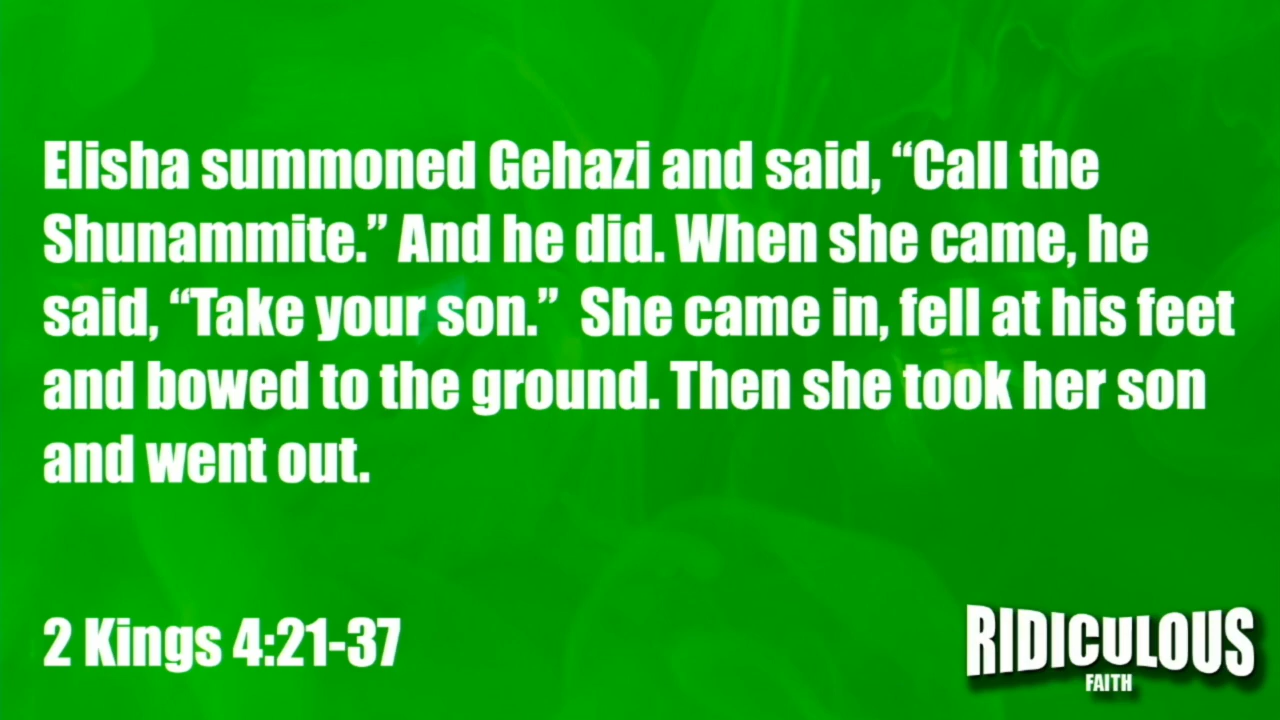 Elisha summoned Gehazi and said, “Call the
Shunammite.” And he did. When she came, he
said, “Take your son.”  She came in, fell at his feet
and bowed to the ground. Then she took her son
and went out.
2 Kings 4:21-37
RIDICULOUS
FAITH